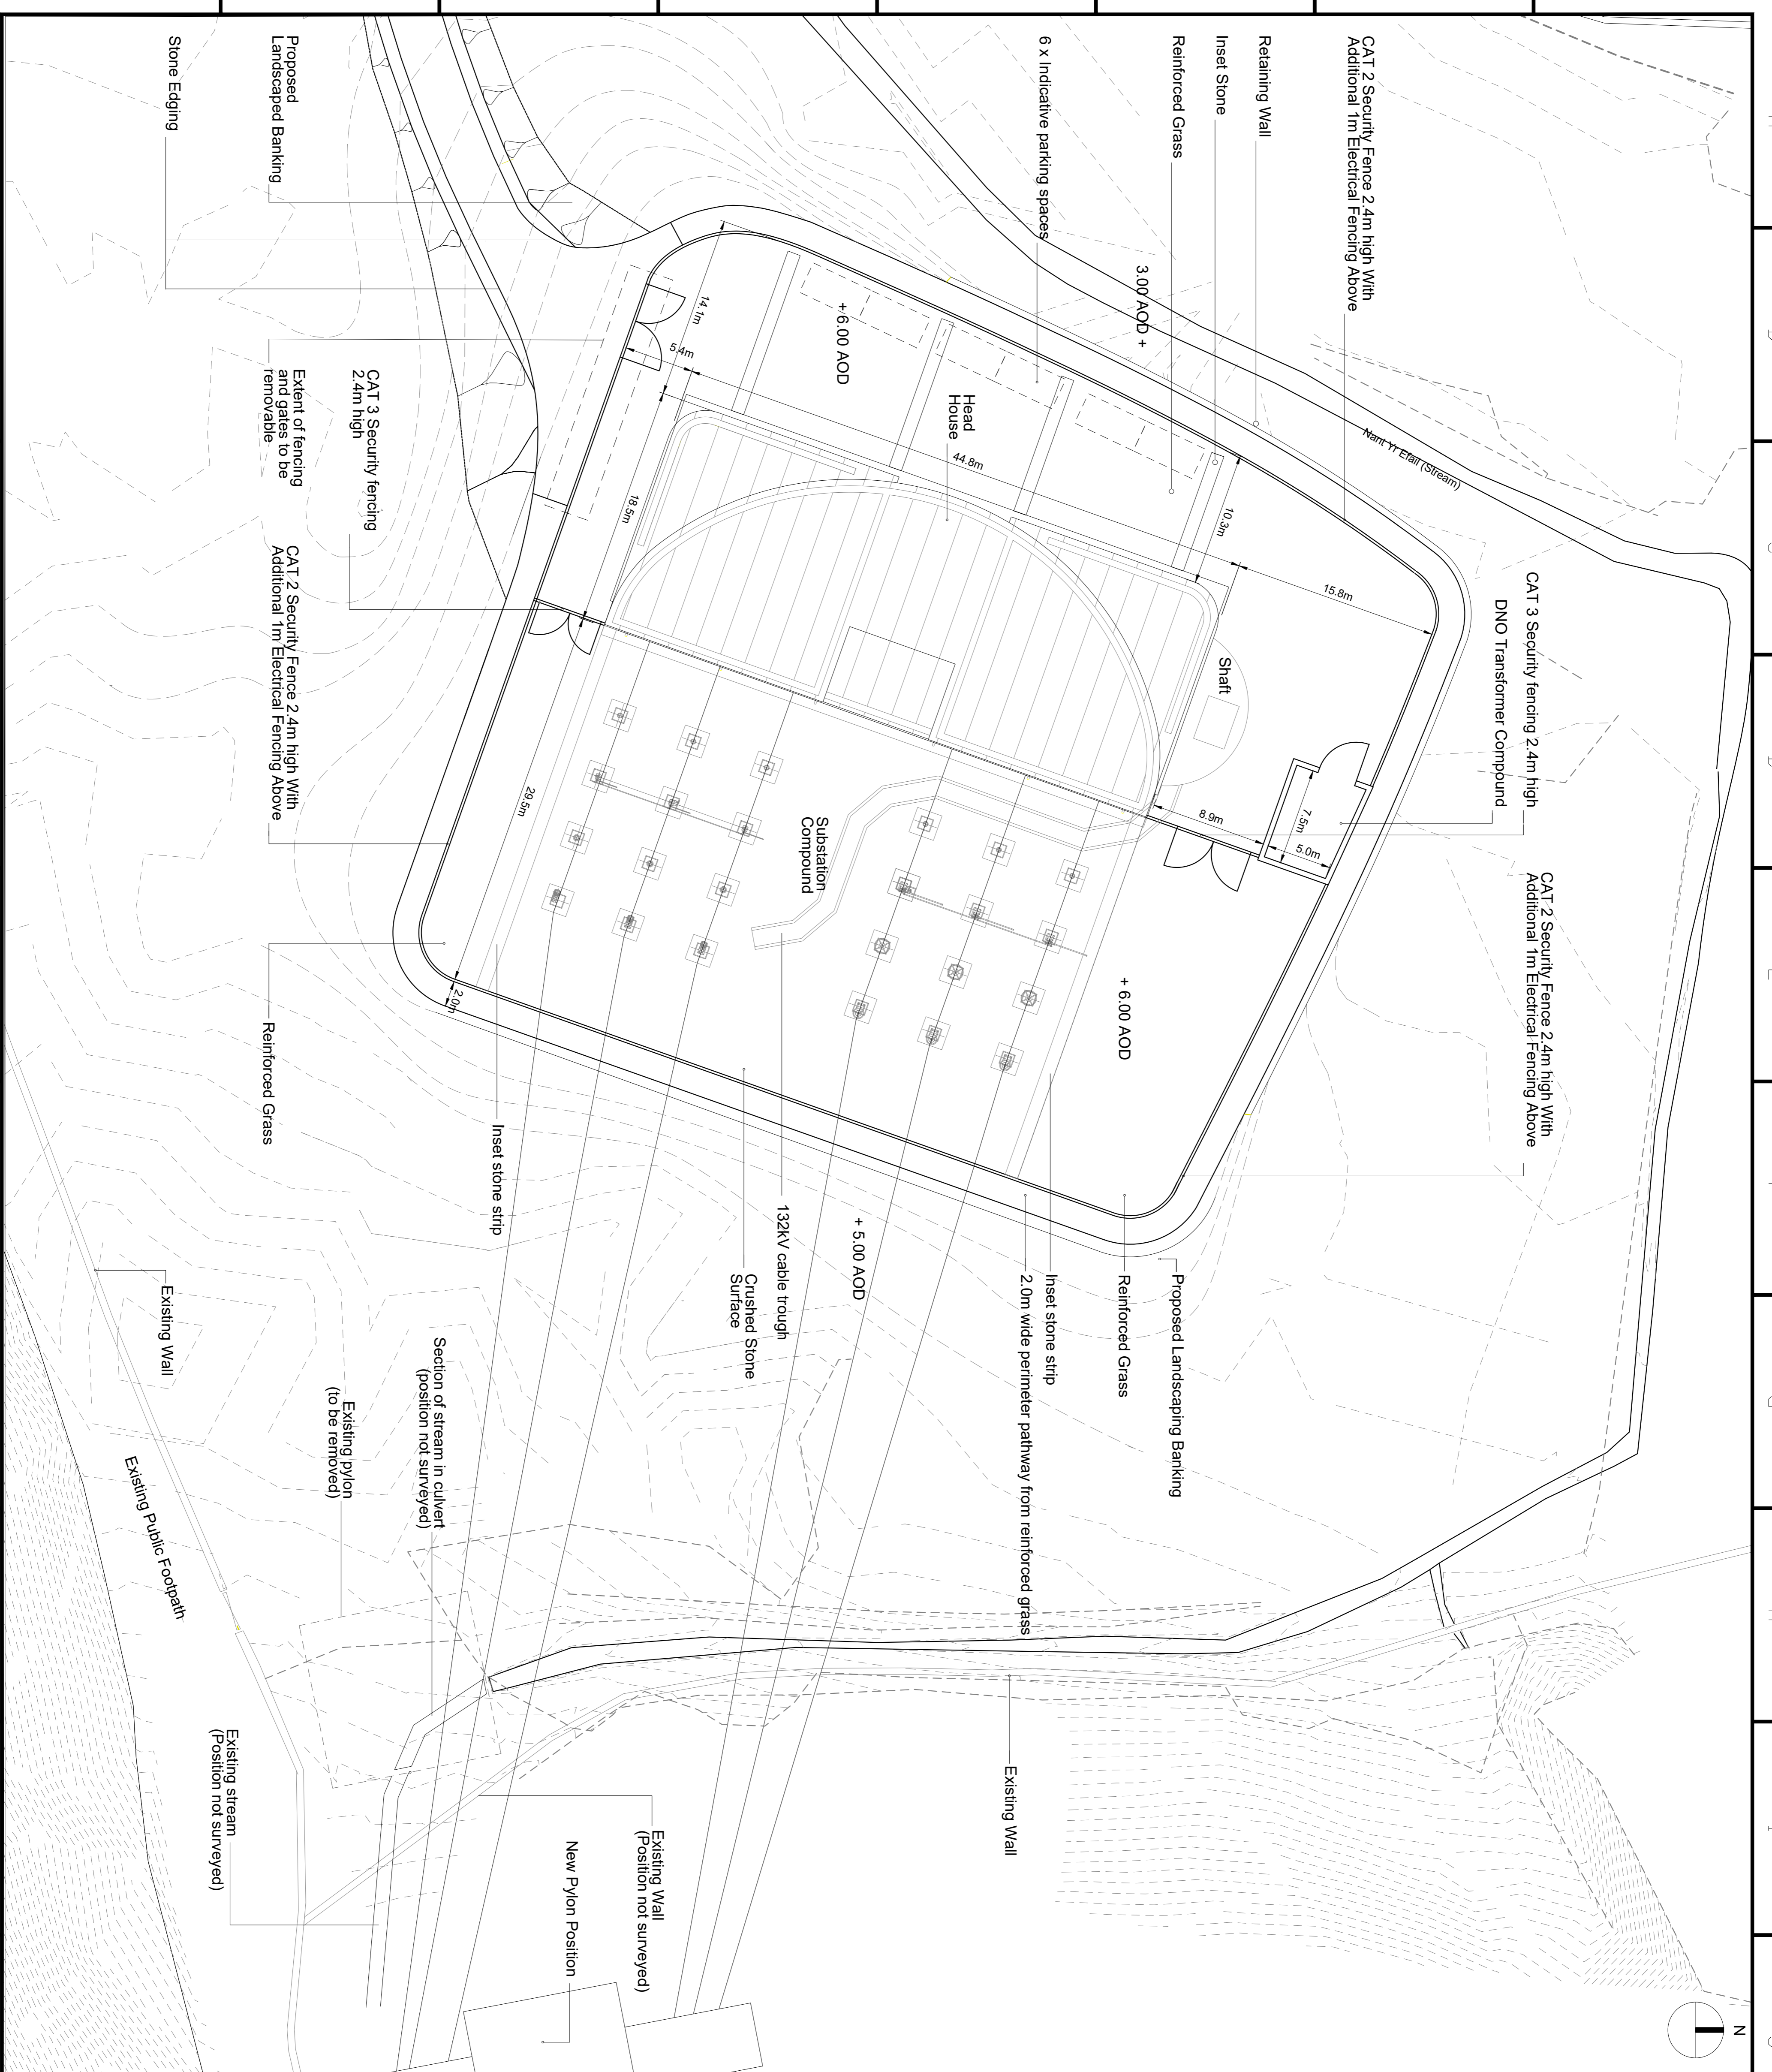 CAT 2 Security Fence 2.4m high With
Additional 1m Electrical Fencing Above
Retaining Wall
Inset Stone
Reinforced Grass
6 x Indicative parking spaces
Proposed
Landscaped Banking
Stone Edging
3.00 AOD +
Nant Yr Efail (Stream)
+ 6.00 AOD
14.1m
5.4m
Head
House
44.8m
10.3m
15.8m
18.5m
CAT 3 Security fencing
2.4m high
Extent of fencing
and gates to be
removable
CAT 2 Security Fence 2.4m high With
Additional 1m Electrical Fencing Above
CAT 3 Security fencing 2.4m high
DNO Transformer Compound
Shaft
8.9m
7.5m
5.0m
29.5m
Substation
Compound
CAT 2 Security Fence 2.4m high With
Additional 1m Electrical Fencing Above
+ 6.00 AOD
2.0m
Reinforced Grass
Inset stone strip
132kV cable trough
+ 5.00 AOD
Crushed Stone
Surface
Proposed Landscaping Banking
Reinforced Grass
Inset stone strip
2.0m wide perimeter pathway from reinforced grass
Existing Wall
Section of stream in culvert
(position not surveyed)
Existing pylon
(to be removed)
Existing Public Footpath
Existing stream
(Position not surveyed)
Existing Wall
Existing Wall
(Position not surveyed)
New Pylon Position
N